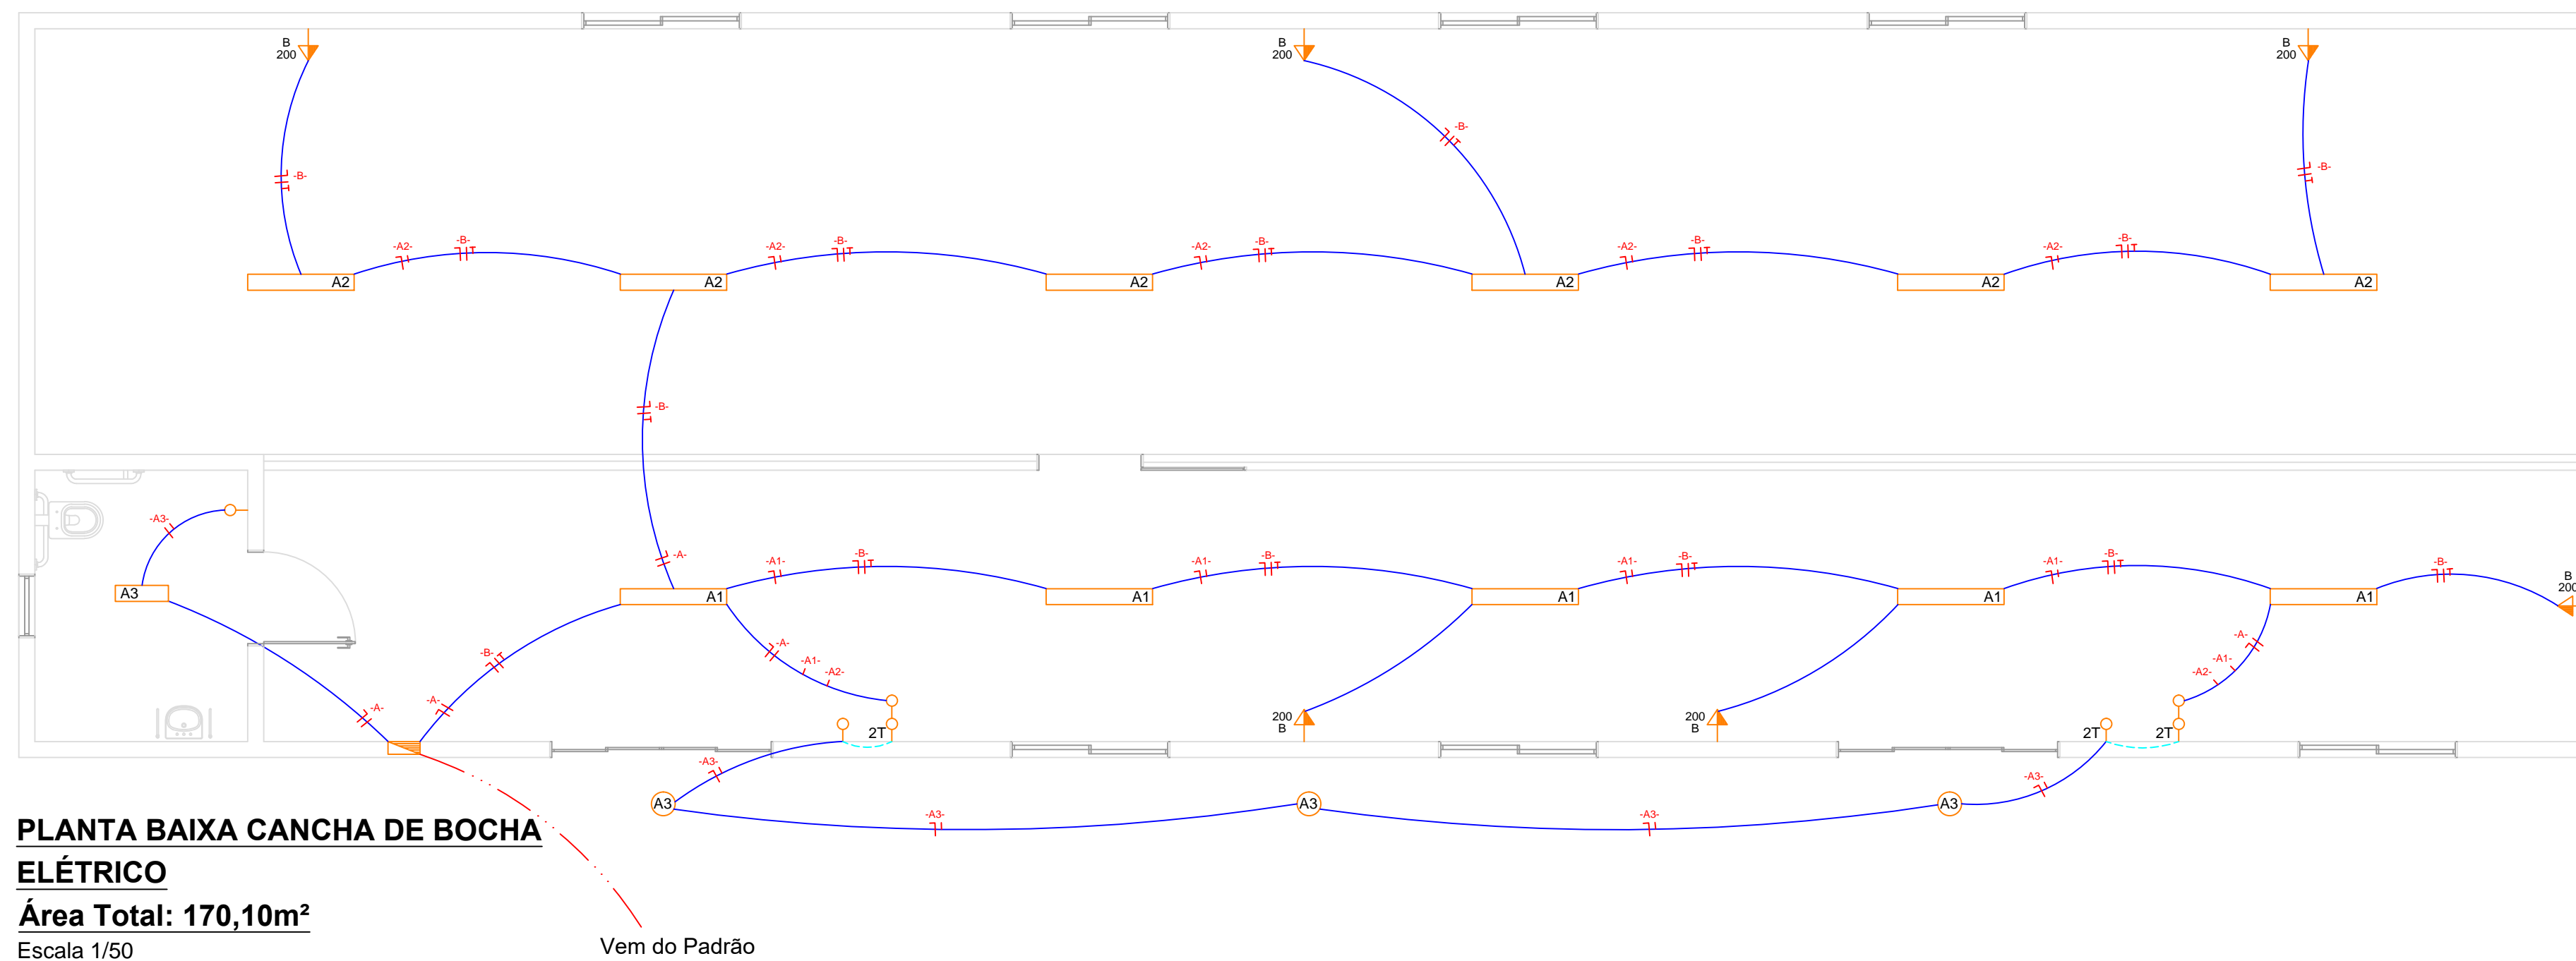 B
200
B
200
B
200
-B-
-B-
-B-
-A2-
-B-
-A2-
-B-
-A2-
-B-
-A2-
-B-
-A2-
-B-
A2
A2
A2
A2
A2
A2
-B-
-A3-
-A-
-A1-
-B-
-A1-
-B-
-A1-
-B-
-A1-
-B-
-B-
B
200
A3
A1
A1
A1
A1
A1
-B-
-A-
-A1-
-A2-
-A-
-A1-
-A2-
-A-
-A-
200
B
200
B
2T
2T
2T
-A3-
-A3-
A3
A3
A3
-A3-
-A3-
PLANTA BAIXA CANCHA DE BOCHA
ELÉTRICO
Área Total: 170,10m²
Escala 1/50
Vem do Padrão